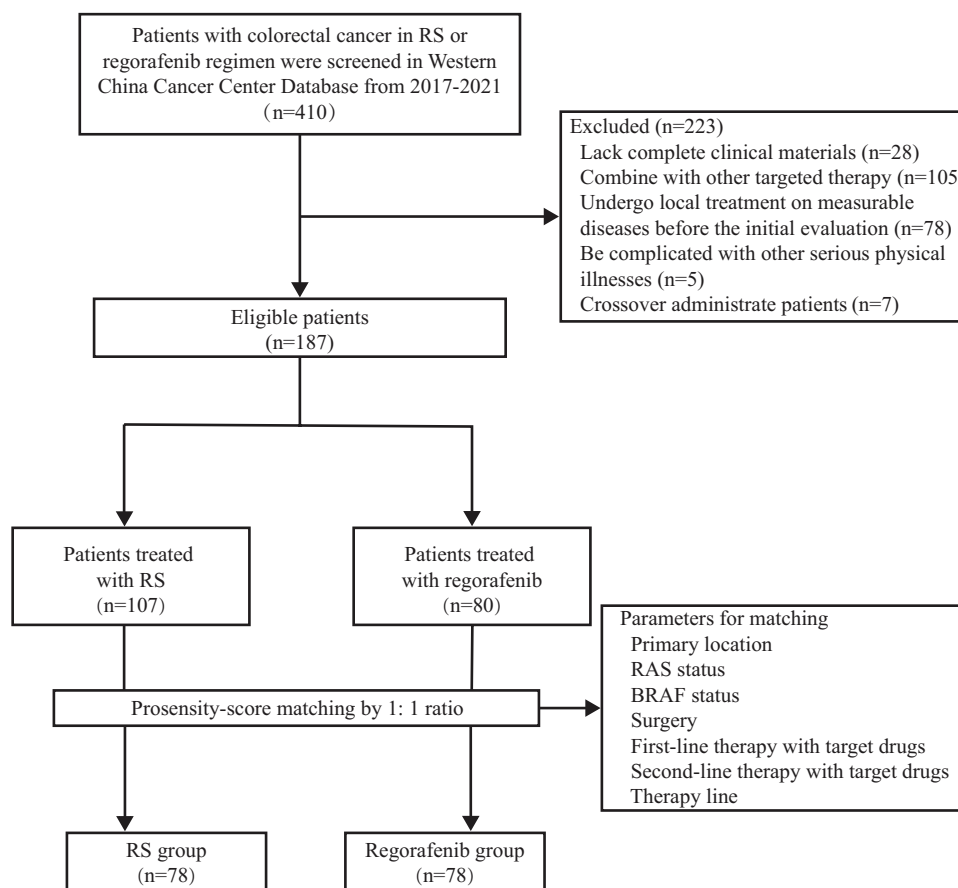 Patients with colorectal cancer in RS or
regorafenib regimen were screened in Western
China Cancer Center Database from 2017-2021
(n=410)
Excluded (n=223)
Lack complete clinical materials (n=28)
Combine with other targeted therapy (n=105
Undergo local treatment on measurable
diseases before the initial evaluation (n=78)
Be complicated with other serious physical
illnesses (n=5)
Crossover administrate patients (n=7)
Eligible patients
(n=187)
Patients treated
with RS
(n=107)
Patients treated
with regorafenib
(n=80)
Parameters for matching
Primary location
RAS status
BRAF status
Surgery
First-line therapy with target drugs
Second-line therapy with target drugs
Therapy line
Prosensity-score matching by 1: 1 ratio
RS group
(n=78)
Regorafenib group
(n=78)